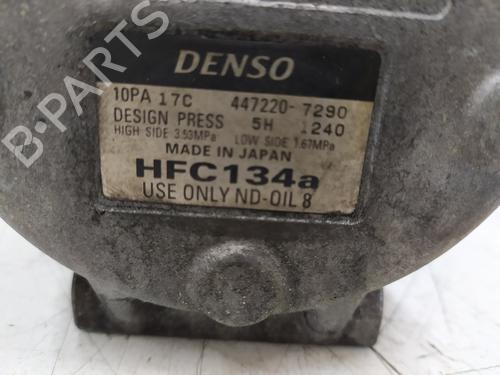 DENSO
10PA 17C 447220-7290
DESIGN PRESS 5H 1240
HIGH SIDE 3.53MPa LOW SIDE 1.67MPa
MADE IN JAPAN
HFC134a
USE ONLY ND-OIL 8